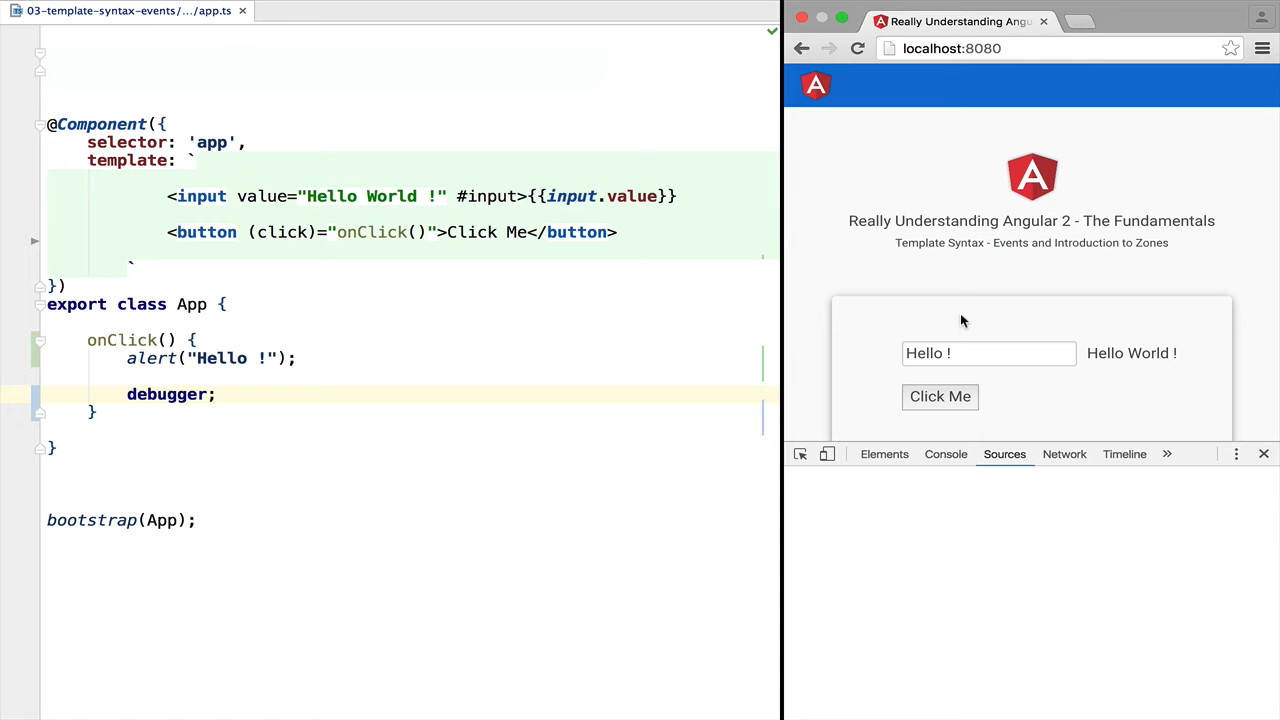 03-template-syntax-events/.../app.ts
@Component({
selector: 'app',
template: `
<input value="Hello World !" #input>{{input.value}}
<button (click)="onClick()">Click Me</button>
`
})
export class App {
onClick() {
alert("Hello !");
debugger;
}
}
bootstrap(App);
Really Understanding Angu
localhost:8080
A
Really Understanding Angular 2 - The Fundamentals
Template Syntax - Events and Introduction to Zones
Hello ! Hello World !
Click Me
Elements Console Sources Network Timeline »